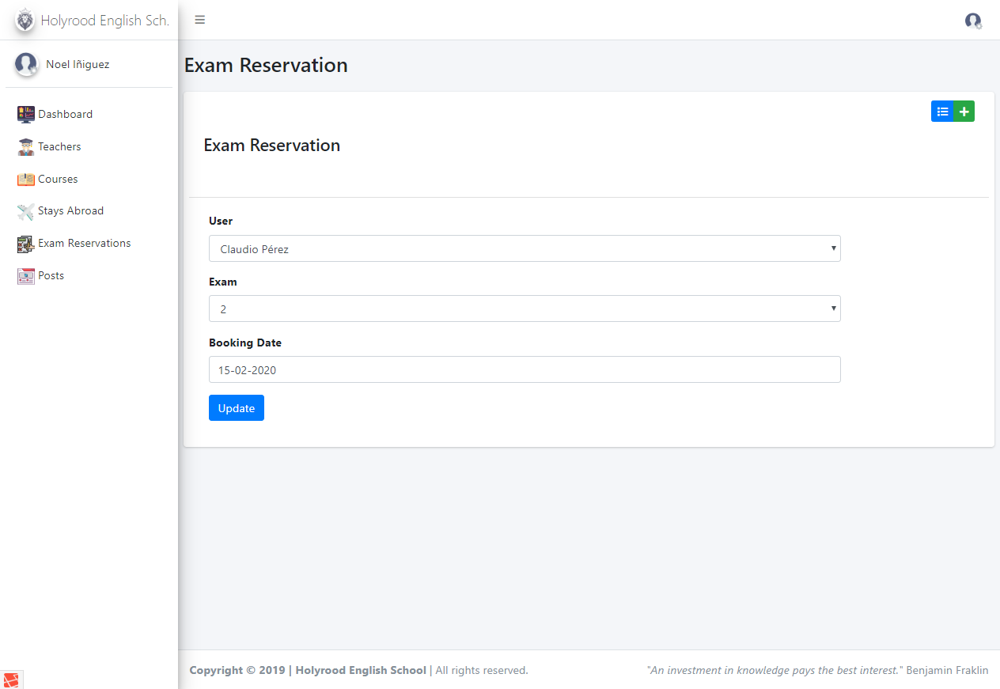 Holyrood English Sch.
Noel Iñiguez
Dashboard
Teachers
Courses
Stays Abroad
Exam Reservations
Posts
Exam Reservation
Exam Reservation
User
Claudio Pérez
Exam
2
Booking Date
15-02-2020
Update
Copyright © 2019 | Holyrood English School | All rights reserved.
"An investment in knowledge pays the best interest." Benjamin Fraklin